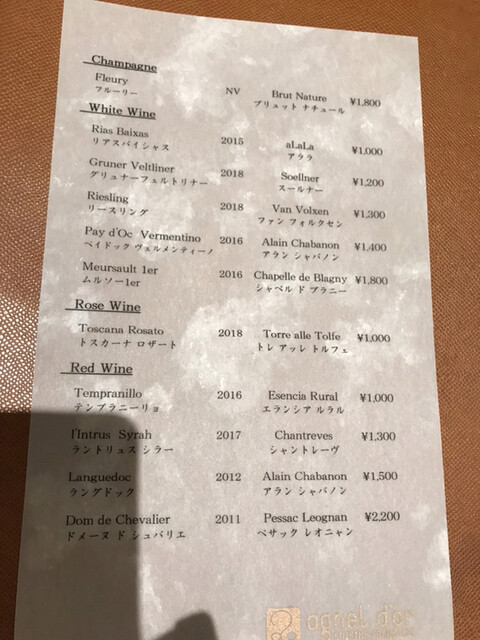 Champagne
Fleury NV Brut Nature ¥1,800
フルーリー ブリュット ナチュール
White Wine
Rias Baixas 2015 aLaLa ¥1,000
リアスバイシャス アララ
Gruner Veltliner 2018 Soellner ¥1,200
グリュナーフェルトリナー スールナー
Riesling 2018 Van Volxen ¥1,300
リースリング ファン フォルクセン
Pay d'Oc Vermentino 2016 Alain Chabanon ¥1,400
ペイドック ヴェルメンティーノ アラン シャバノン
Meursault 1er 2016 Chapelle de Blagny ¥1,800
ムルソー1er シャペル ド ブラニー
Rose Wine
Toscana Rosato 2018 Torre alle Tolfe ¥1,000
トスカーナ ロザート トレ アッレ トルフェ
Red Wine
Tempranillo 2016 Esencia Rural ¥1,000
テンプラニーリョ エランシア ルラル
l'Intrus Syrah 2017 Chantreves ¥1,300
ラントリュス シラー シャントレーヴ
Languedoc 2012 Alain Chabanon ¥1,500
ラングドック アラン シャバノン
Dom de Chevalier 2011 Pessac Leognan ¥2,200
ドメーヌ ド シュバリエ ペサック レオニャン
agnel d'or